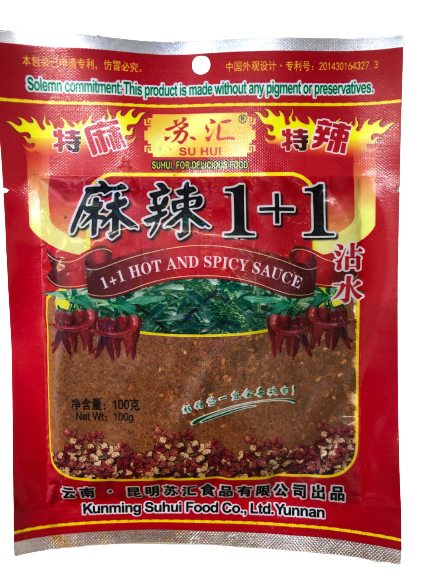 本包装已申请专利，仿冒必究。
中国外观设计·专利号：201430164327.3
Solemn commitment: This product is made without any pigment or preservatives.
特麻
苏汇®
特辣
SU HUI
SUHUI, FOR DELICIOUS FOOD
麻辣1+1
沾水
1+1 HOT AND SPICY SAUCE
净含量：100克
Net Wt：100g
云南·昆明苏汇食品有限公司出品
Kunming Suhui Food Co., Ltd. Yunnan